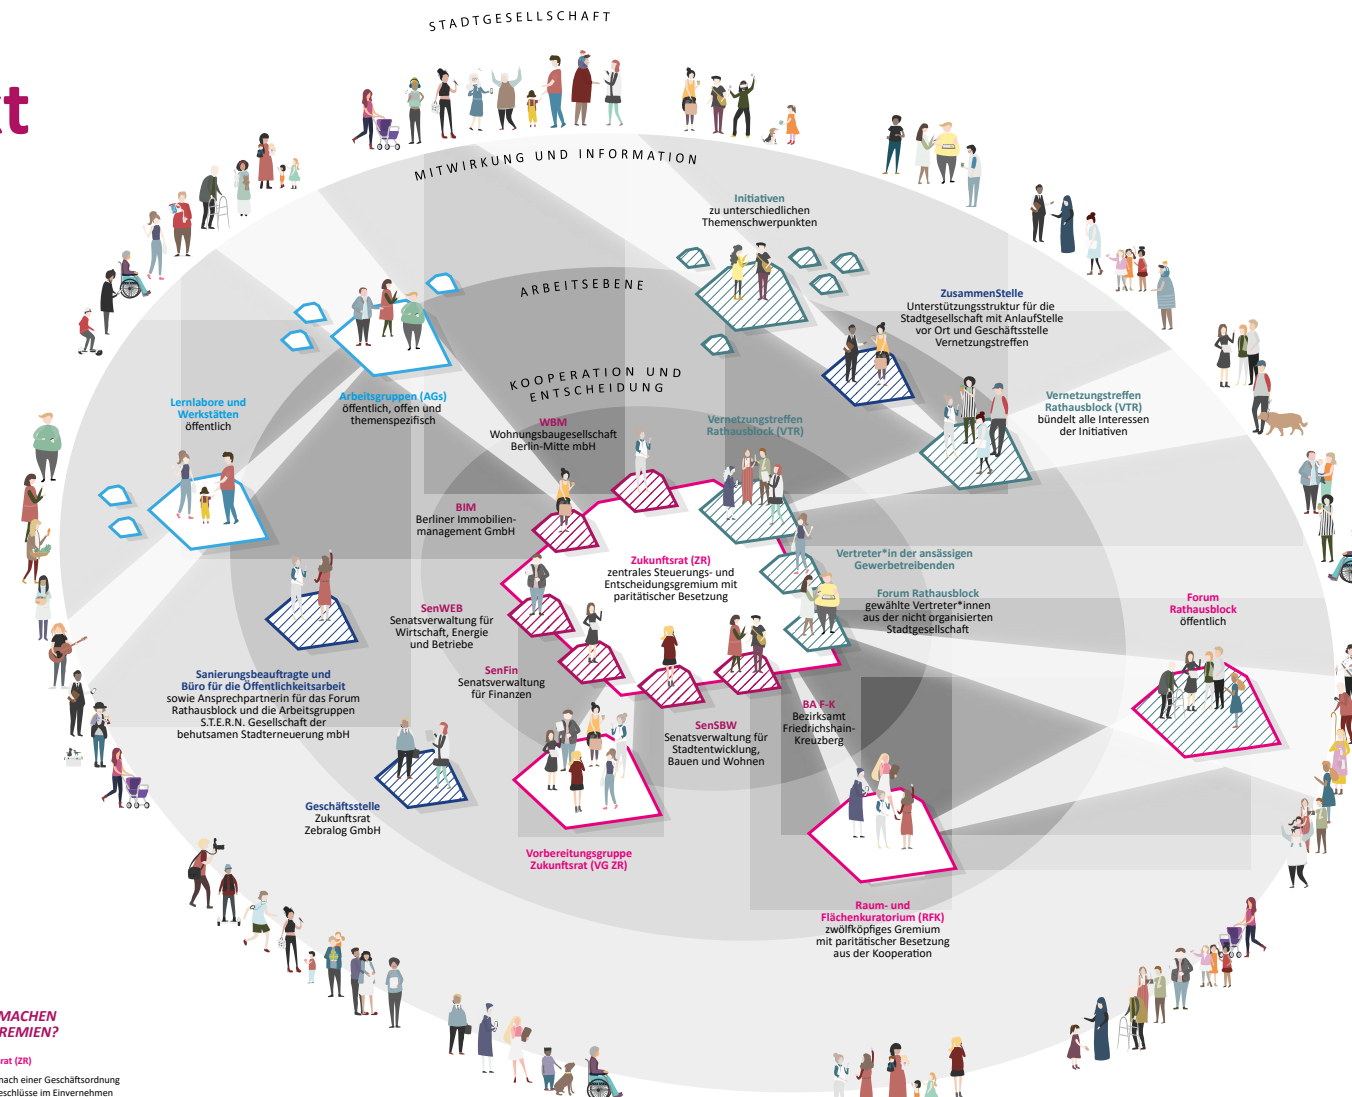 STADTGESELLSCHAFT
kt
MITWIRKUNG UND INFORMATION
Initiativen
zu unterschiedlichen
Themenschwerpunkten
ARBEITSEBENE
ZusammenStelle
Unterstützungsstruktur für die
Stadtgesellschaft mit AnlaufStelle
vor Ort und Geschäftsstelle
Vernetzungstreffen
KOOPERATION UND
ENTSCHEIDUNG
Lernlabore und
Werkstätten
öffentlich
Arbeitsgruppen (AGs)
öffentlich, offen und
themenspezifisch
WBM
Wohnungsbaugesellschaft
Berlin-Mitte mbH
Vernetzungstreffen
Rathausblock (VTR)
Vernetzungstreffen
Rathausblock (VTR)
bündelt alle Interessen
der Initiativen
BIM
Berliner Immobilien-
management GmbH
Zukunftsrat (ZR)
zentrales Steuerungs- und
Entscheidungsgremium mit
paritätischer Besetzung
Vertreter*in der ansässigen
Gewerbetreibenden
Forum Rathausblock
gewählte Vertreter*innen
aus der nicht organisierten
Stadtgesellschaft
Forum
Rathausblock
öffentlich
SenWEB
Senatsverwaltung für
Wirtschaft, Energie
und Betriebe
SenFin
Senatsverwaltung
für Finanzen
Sanierungsbeauftragte und
Büro für die Öffentlichkeitsarbeit
sowie Ansprechpartnerin für das Forum
Rathausblock und die Arbeitsgruppen
S.T.E.R.N. Gesellschaft der
behutsamen Stadterneuerung mbH
SenSBW
Senatsverwaltung für
Stadtentwicklung,
Bauen und Wohnen
BA F-K
Bezirksamt
Friedrichshain-
Kreuzberg
Geschäftsstelle
Zukunftsrat
Zebralog GmbH
Vorbereitungsgruppe
Zukunftsrat (VG ZR)
Raum- und
Flächenkuratorium (RFK)
zwölfköpfiges Gremium
mit paritätischer Besetzung
aus der Kooperation
MACHEN
REMIEN?
rat (ZR)
nach einer Geschäftsordnung
eschlüsse im Einvernehmen